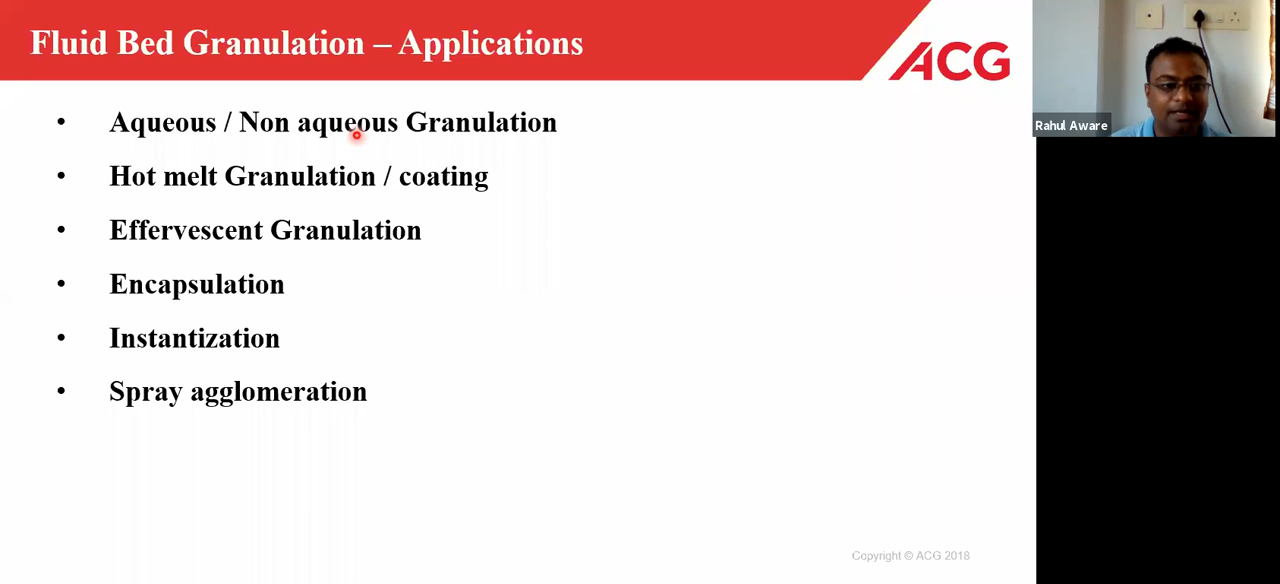 Fluid Bed Granulation – Applications
ACG
Rahul Aware
• Aqueous / Non aqueous Granulation
• Hot melt Granulation / coating
• Effervescent Granulation
• Encapsulation
• Instantization
• Spray agglomeration
Copyright © ACG 2018